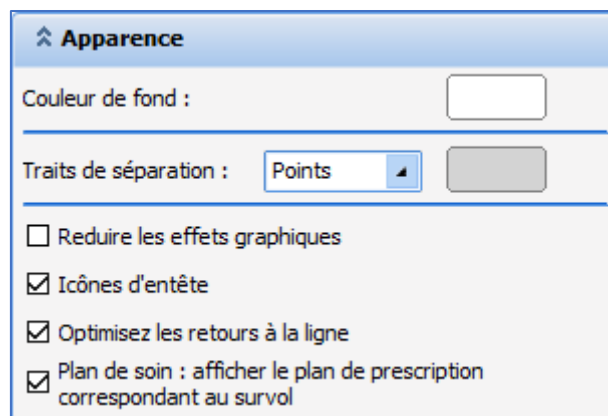 Apparence
Couleur de fond :
Traits de séparation : Points
Reduire les effets graphiques
Icônes d'entête
Optimisez les retours à la ligne
Plan de soin : afficher le plan de prescription
correspondant au survol